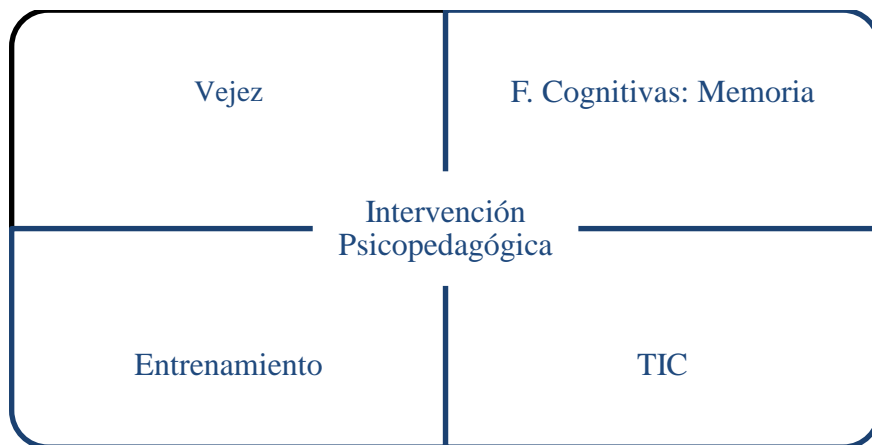 Vejez
F. Cognitivas: Memoria
Intervención
Psicopedagógica
Entrenamiento
TIC